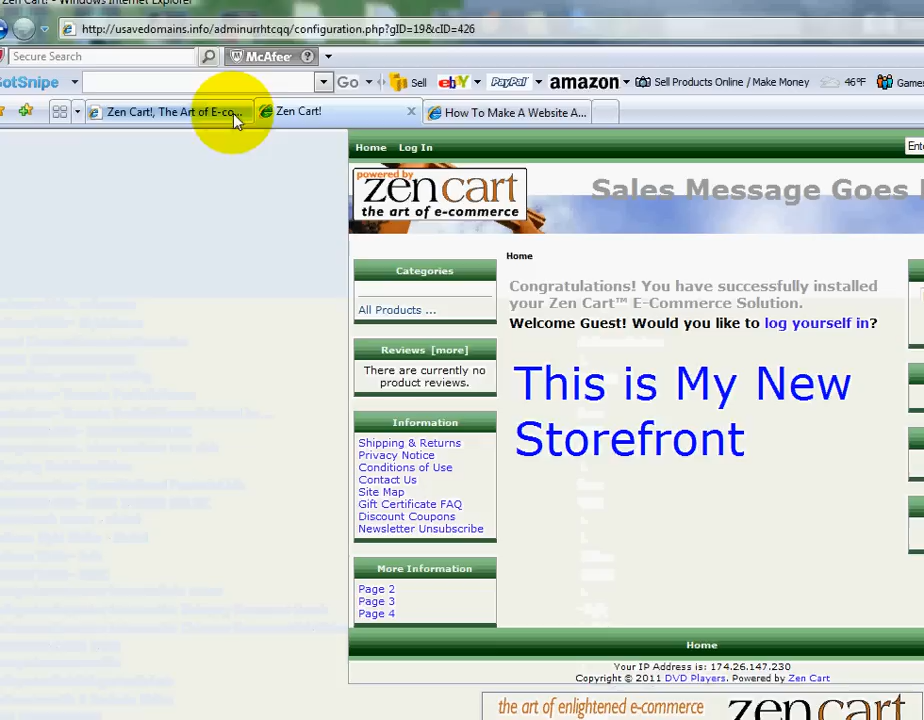 Zen Cart! - Windows Internet Explorer
http://usavedomains.info/adminurrhtcqq/configuration.php?gID=19&cID=426
Secure Search McAfee
GotSnipe Go Sell ebY PayPal amazon Sell Products Online / Make Money 46°F Games
Zen Cart!, The Art of E-co... Zen Cart! How To Make A Website A...
Home Log In
powered by
zen cart
the art of e-commerce
Sales Message Goes
Home
Categories
All Products ...
Congratulations! You have successfully installed
your Zen Cart™ E-Commerce Solution.
Welcome Guest! Would you like to log yourself in?
Reviews [more]
There are currently no
product reviews.
This is My New
Storefront
Information
Shipping & Returns
Privacy Notice
Conditions of Use
Contact Us
Site Map
Gift Certificate FAQ
Discount Coupons
Newsletter Unsubscribe
More Information
Page 2
Page 3
Page 4
Home
Your IP Address is: 174.26.147.230
Copyright © 2011 DVD Players. Powered by Zen Cart
the art of enlightened e-commerce zen cart